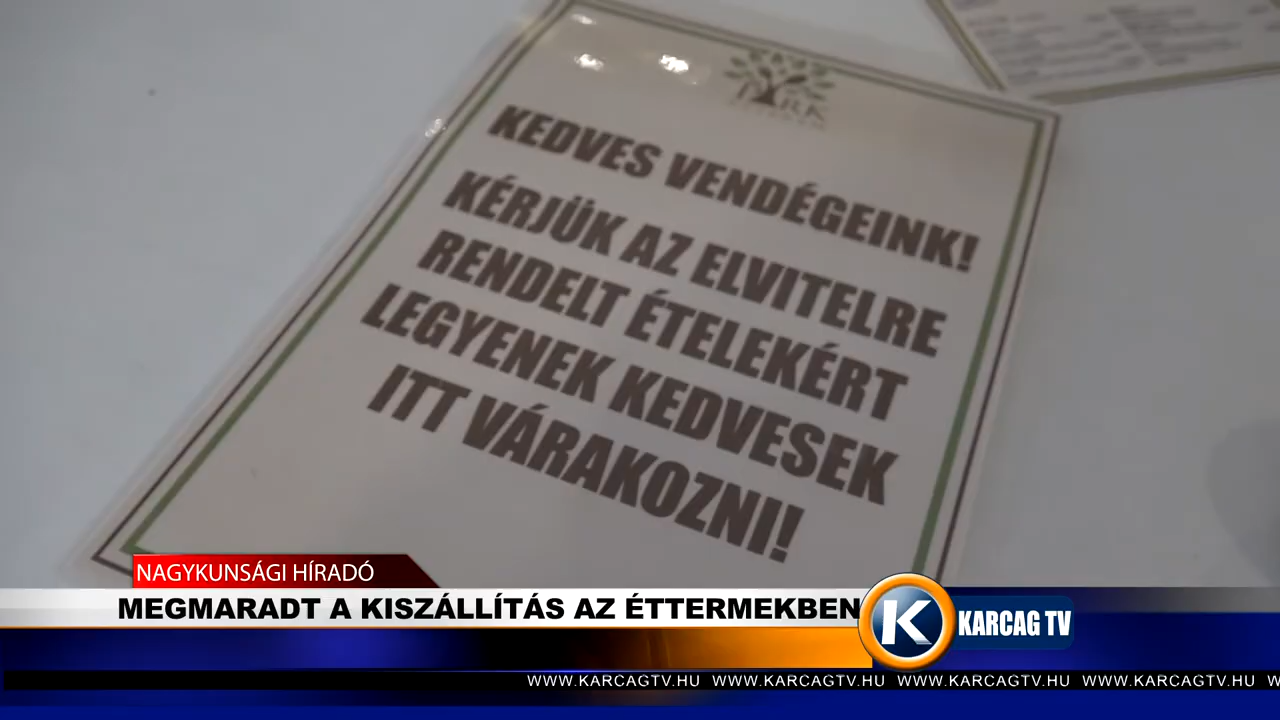 PARK
KEDVES VENDÉGEINK!
KÉRJÜK AZ ELVITELRE
RENDELT ÉTELEKÉRT
LEGYENEK KEDVESEK
ITT VÁRAKOZNI!
NAGYKUNSÁGI HÍRADÓ
MEGMARADT A KISZÁLLÍTÁS AZ ÉTTERMEKBEN
K KARCAG TV
WWW.KARCAGTV.HU WWW.KARCAGTV.HU WWW.KARCAGTV.HU WWW.KARCAGTV.HU W